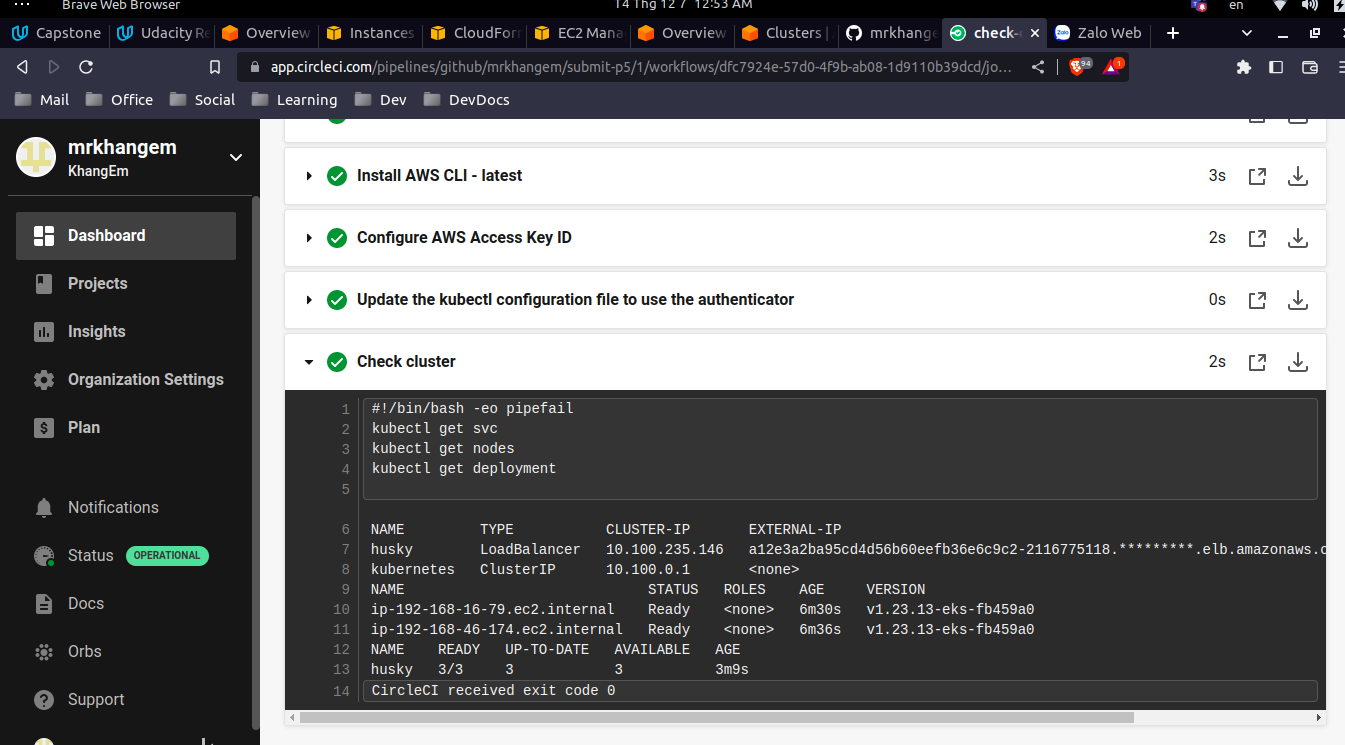 Brave Web Browser
14 Thg 12 7 12:53 AM
en
Capstone
Udacity Re
Overview
Instances
CloudForm
EC2 Mana
Overview
Clusters |
mrkhange
check-
Zalo Web
app.circleci.com/pipelines/github/mrkhangem/submit-p5/1/workflows/dfc7924e-57d0-4f9b-ab08-1d9110b39dcd/jo...
94
1
Mail
Office
Social
Learning
Dev
DevDocs
mrkhangem
KhangEm
Dashboard
Projects
Insights
Organization Settings
Plan
Notifications
Status OPERATIONAL
Docs
Orbs
Support
Install AWS CLI - latest 3s
Configure AWS Access Key ID 2s
Update the kubectl configuration file to use the authenticator 0s
Check cluster 2s
1 #!/bin/bash -eo pipefail
2 kubectl get svc
3 kubectl get nodes
4 kubectl get deployment
5
6 NAME TYPE CLUSTER-IP EXTERNAL-IP
7 husky LoadBalancer 10.100.235.146 a12e3a2ba95cd4d56b60eefb36e6c9c2-2116775118.*********.elb.amazonaws.c
8 kubernetes ClusterIP 10.100.0.1 <none>
9 NAME STATUS ROLES AGE VERSION
10 ip-192-168-16-79.ec2.internal Ready <none> 6m30s v1.23.13-eks-fb459a0
11 ip-192-168-46-174.ec2.internal Ready <none> 6m36s v1.23.13-eks-fb459a0
12 NAME READY UP-TO-DATE AVAILABLE AGE
13 husky 3/3 3 3 3m9s
14 CircleCI received exit code 0